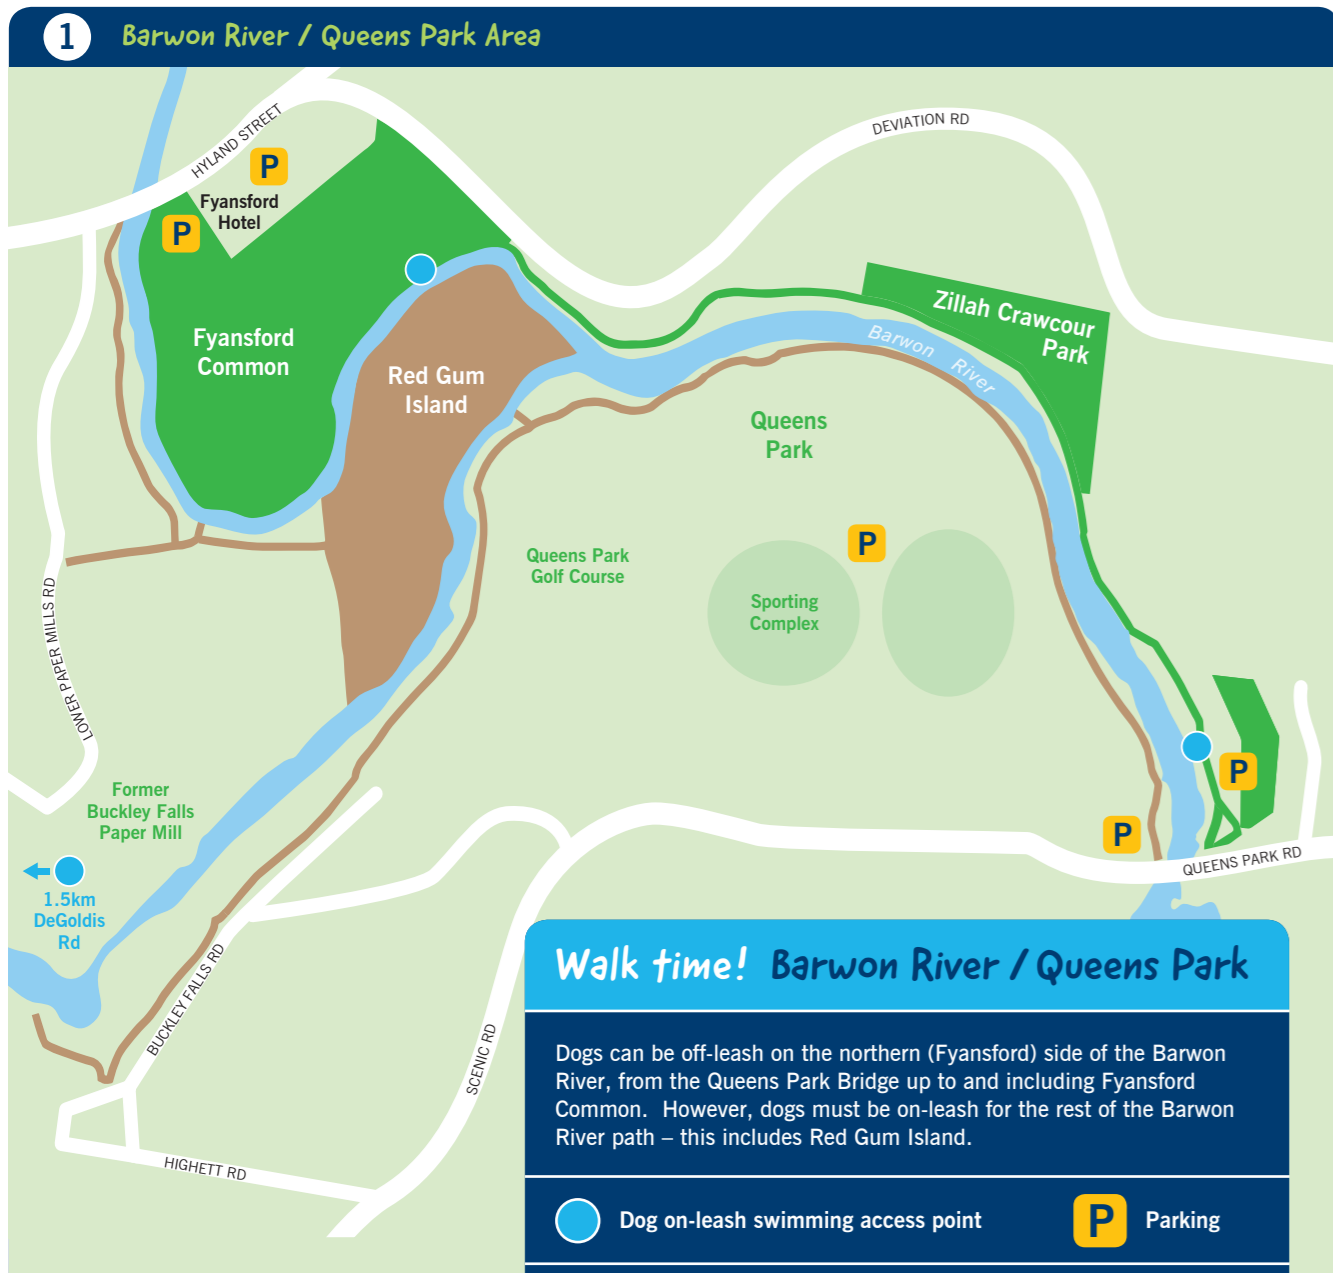 1 Barwon River / Queens Park Area
HYLAND STREET
DEVIATION RD
P
Fyansford
Hotel
P
Zillah Crawcour
Park
Barwon River
Fyansford
Common
Red Gum
Island
Queens
Park
P
Queens Park
Golf Course
Sporting
Complex
LOWER PAPER MILLS RD
P
Former
Buckley Falls
Paper Mill
P
QUEENS PARK RD
1.5km
DeGoldis
Rd
BUCKLEY FALLS RD
SCENIC RD
HIGHETT RD
Walk time! Barwon River / Queens Park
Dogs can be off-leash on the northern (Fyansford) side of the Barwon
River, from the Queens Park Bridge up to and including Fyansford
Common. However, dogs must be on-leash for the rest of the Barwon
River path – this includes Red Gum Island.
Dog on-leash swimming access point
P Parking